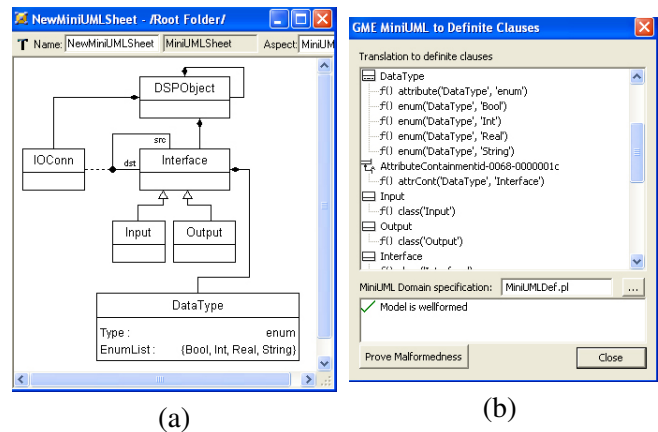 NewMiniUMLSheet - /Root Folder/
Name: NewMiniUMLSheet MiniUMLSheet Aspect: MiniUM
DSPObject
src
IOConn
dst
Interface
Input
Output
DataType
Type : enum
EnumList : {Bool, Int, Real, String}
(a)
GME MiniUML to Definite Clauses
Translation to definite clauses
DataType
f() attribute('DataType', 'enum')
f() enum('DataType', 'Bool')
f() enum('DataType', 'Int')
f() enum('DataType', 'Real')
f() enum('DataType', 'String')
AttributeContainmentid-0068-0000001c
f() attrCont('DataType', 'Interface')
Input
f() class('Input')
Output
f() class('Output')
Interface
MiniUML Domain specification: MiniUMLDef.pl ...
Model is wellformed
Prove Malformedness Close
(b)